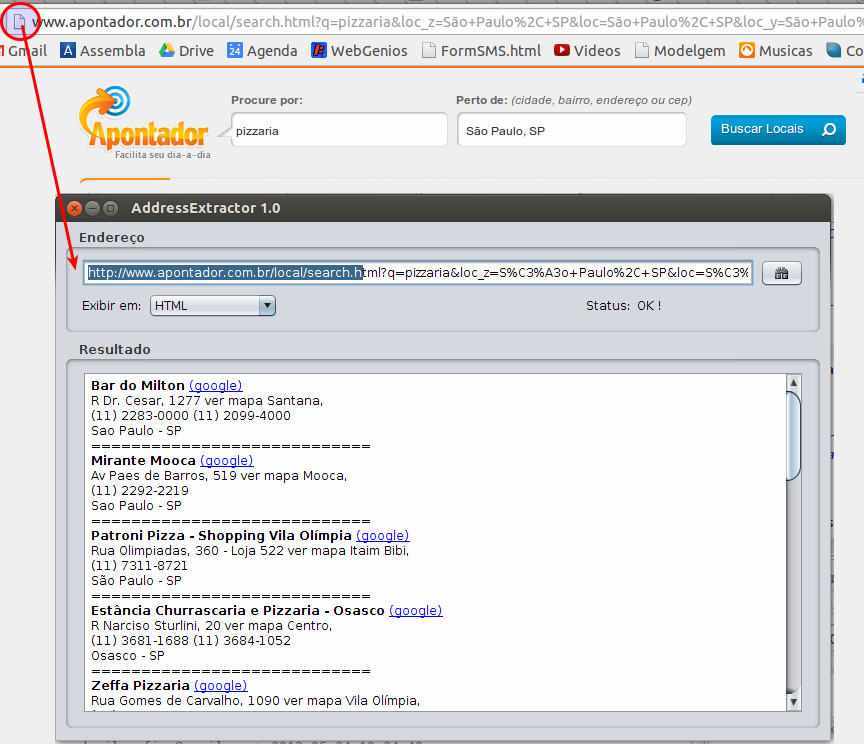 www.apontador.com.br/local/search.html?q=pizzaria&loc_z=São+Paulo%2C+SP&loc=São+Paulo%2C+SP&loc_y=São+Paulo%
Gmail Assembla Drive 24 Agenda WebGenios FormSMS.html Videos Modelgem Musicas Co
Procure por: Perto de: (cidade, bairro, endereço ou cep)
Apontador pizzaria São Paulo, SP Buscar Locais
Facilita seu dia-a-dia
AddressExtractor 1.0
Endereço
http://www.apontador.com.br/local/search.html?q=pizzaria&loc_z=S%C3%A3o+Paulo%2C+SP&loc=S%C3%
Exibir em: HTML Status: OK !
Resultado
Bar do Milton (google)
R Dr. Cesar, 1277 ver mapa Santana,
(11) 2283-0000 (11) 2099-4000
Sao Paulo - SP
============================
Mirante Mooca (google)
Av Paes de Barros, 519 ver mapa Mooca,
(11) 2292-2219
Sao Paulo - SP
============================
Patroni Pizza - Shopping Vila Olímpia (google)
Rua Olimpiadas, 360 - Loja 522 ver mapa Itaim Bibi,
(11) 7311-8721
São Paulo - SP
============================
Estância Churrascaria e Pizzaria - Osasco (google)
R Narciso Sturlini, 20 ver mapa Centro,
(11) 3681-1688 (11) 3684-1052
Osasco - SP
============================
Zeffa Pizzaria (google)
Rua Gomes de Carvalho, 1090 ver mapa Vila Olímpia,